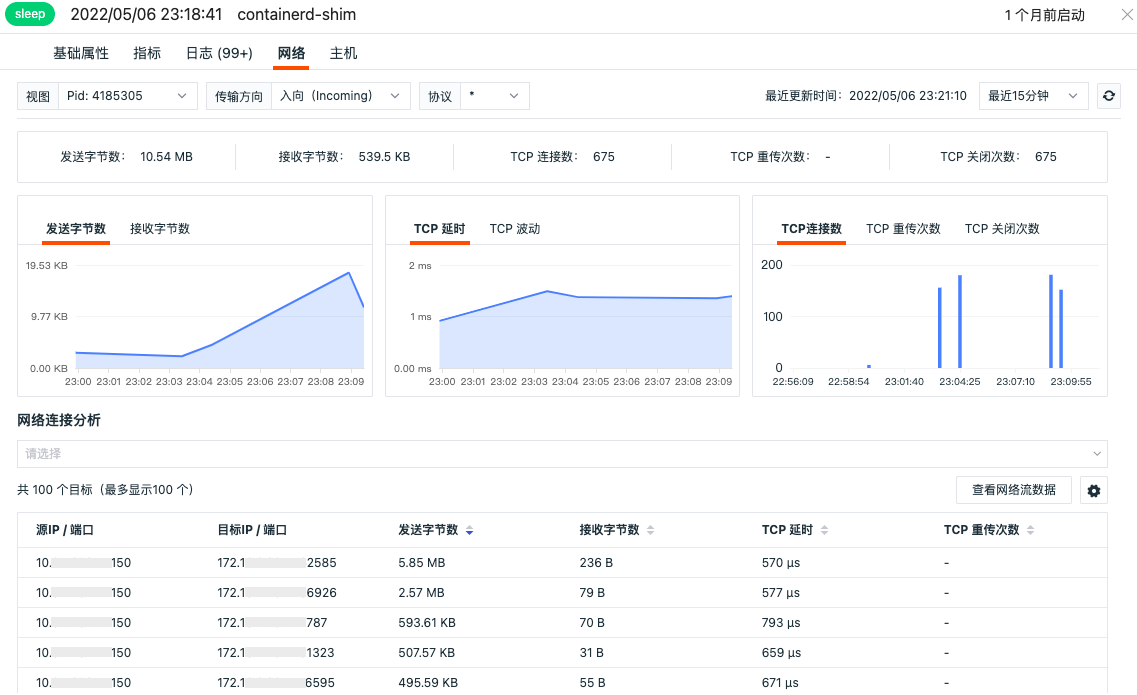 sleep 2022/05/06 23:18:41 containerd-shim 1 个月前启动
基础属性 指标 日志 (99+) 网络 主机
视图 Pid: 4185305 传输方向 入向（Incoming) 协议 * 最近更新时间：2022/05/06 23:21:10 最近15分钟
发送字节数： 10.54 MB 接收字节数： 539.5 KB TCP 连接数： 675 TCP 重传次数： - TCP 关闭次数： 675
发送字节数 接收字节数
19.53 KB
9.77 KB
0.00 KB
23:00 23:01 23:02 23:03 23:04 23:05 23:06 23:07 23:08 23:09
TCP 延时 TCP 波动
2 ms
1 ms
0.00 ms
23:00 23:01 23:02 23:03 23:04 23:05 23:06 23:07 23:08 23:09
TCP连接数 TCP 重传次数 TCP 关闭次数
200
100
0
22:56:09 22:58:54 23:01:40 23:04:25 23:07:10 23:09:55
网络连接分析
请选择
共 100 个目标（最多显示100 个） 查看网络流数据
源IP / 端口 目标IP / 端口 发送字节数 接收字节数 TCP 延时 TCP 重传次数
10. 150 172.1 2585 5.85 MB 236 B 570 μs -
10. 150 172.1 6926 2.57 MB 79 B 577 μs -
10. 150 172.1 787 593.61 KB 70 B 793 μs -
10. 150 172.1 1323 507.57 KB 31 B 659 μs -
10. 150 172.1 6595 495.59 KB 55 B 671 μs -